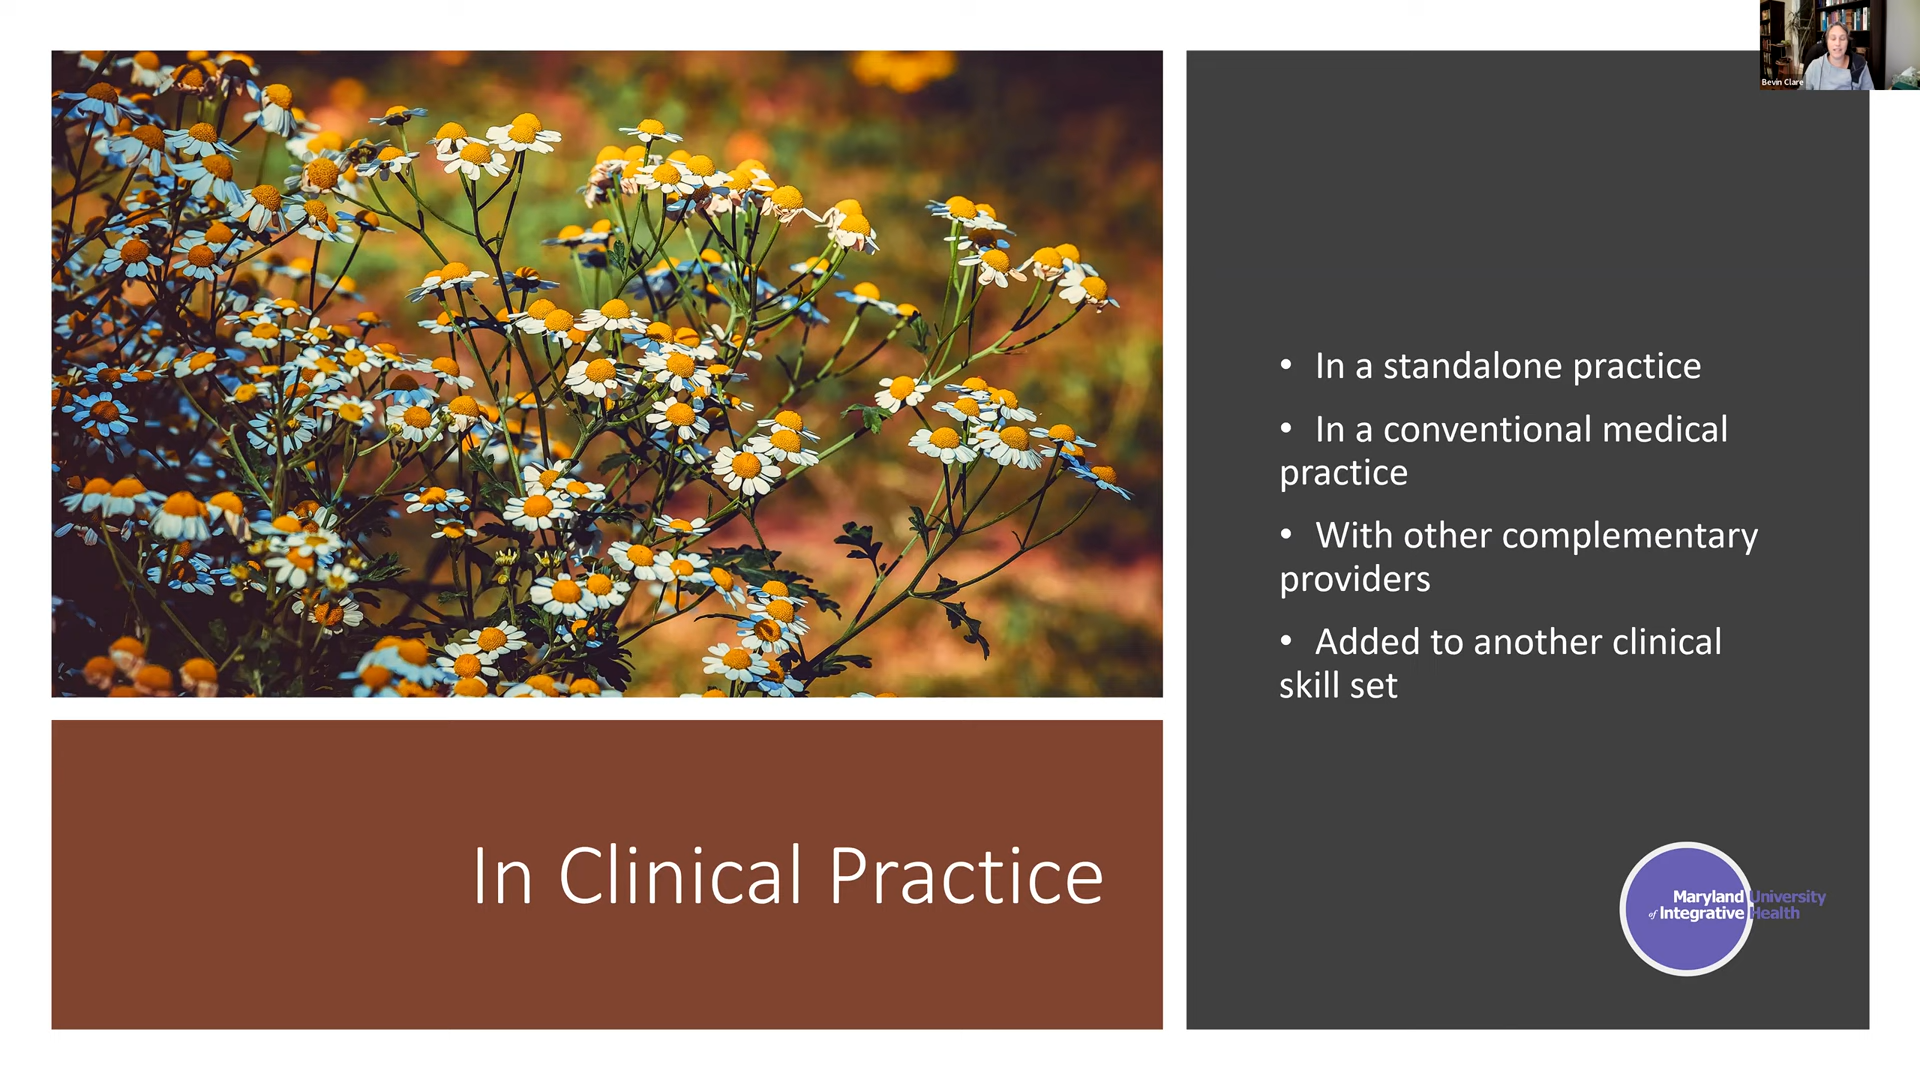 Bevin Clare
• In a standalone practice
• In a conventional medical
practice
• With other complementary
providers
• Added to another clinical
skill set
In Clinical Practice
Maryland University
of Integrative Health